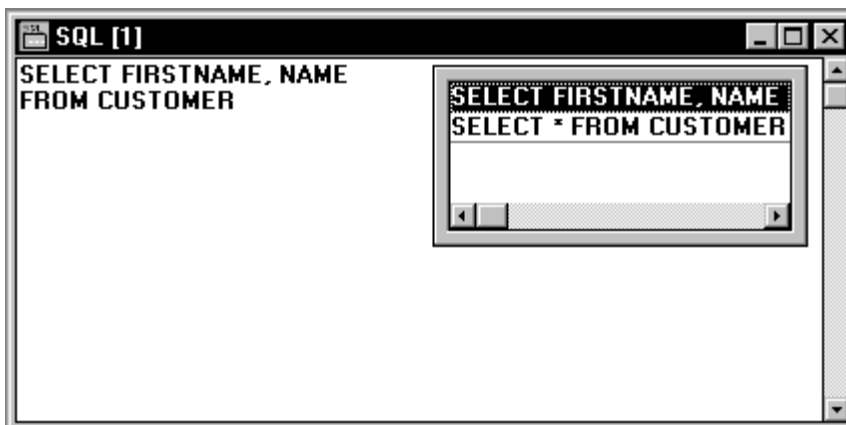 SQL [1]
SELECT FIRSTNAME, NAME
FROM CUSTOMER
SELECT FIRSTNAME, NAME
SELECT * FROM CUSTOMER